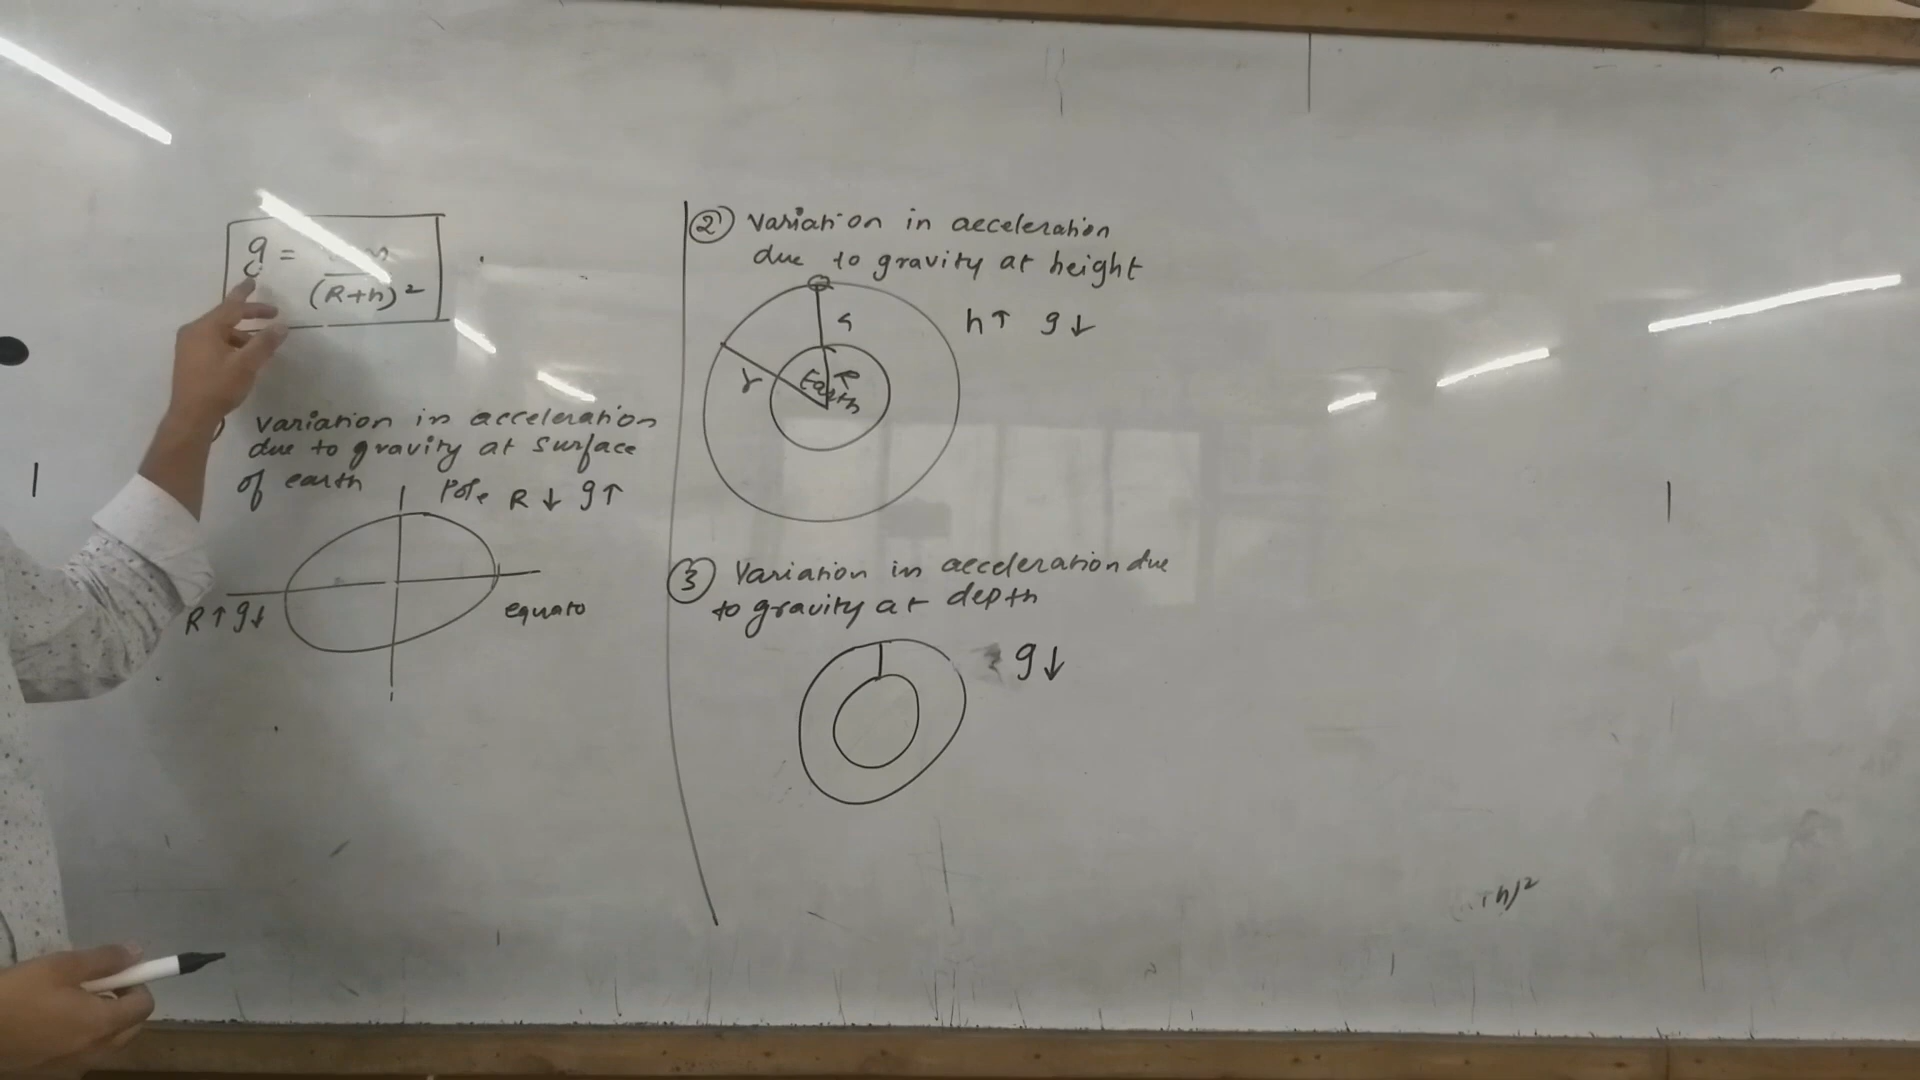 g =
(R+h)²
variation in acceleration
due to gravity at surface
of earth
Pole R ↓ g↑
R ↑ g↓
equato
② variation in acceleration
due to gravity at height
h↑ g↓
h
r
R
Earth
③ Variation in acceleration due
to gravity at depth
g↓
h)²